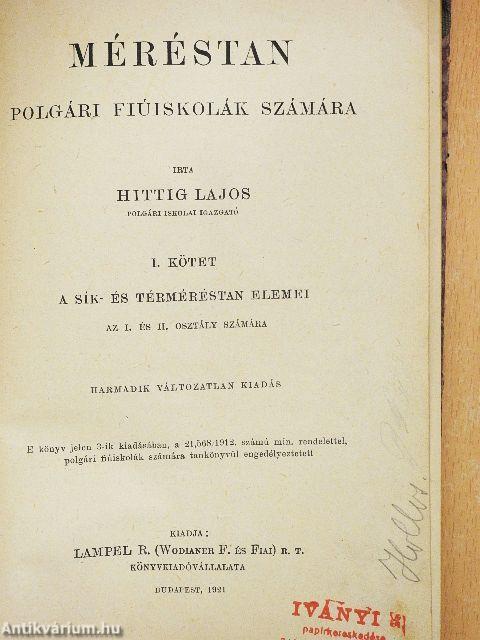 MÉRÉSTAN
POLGÁRI FIÚISKOLÁK SZÁMÁRA
IRTA
HITTIG LAJOS
POLGÁRI ISKOLAI IGAZGATÓ
I. KÖTET
A SÍK- ÉS TÉRMÉRÉSTAN ELEMEI
AZ I. ÉS II. OSZTÁLY SZÁMÁRA
HARMADIK VÁLTOZATLAN KIADÁS
E könyv jelen 3-ik kiadásában, a 21,568/1912. számú min. rendelettel,
polgári fiúiskolák számára tankönyvül engedélyeztetett
KIADJA:
LAMPEL R. (WODIANER F. ÉS FIAI) R. T.
KÖNYVKIADÓVÁLLALATA
BUDAPEST, 1921
IVÁNYI
papírkereskedése
Antikvárium.hu